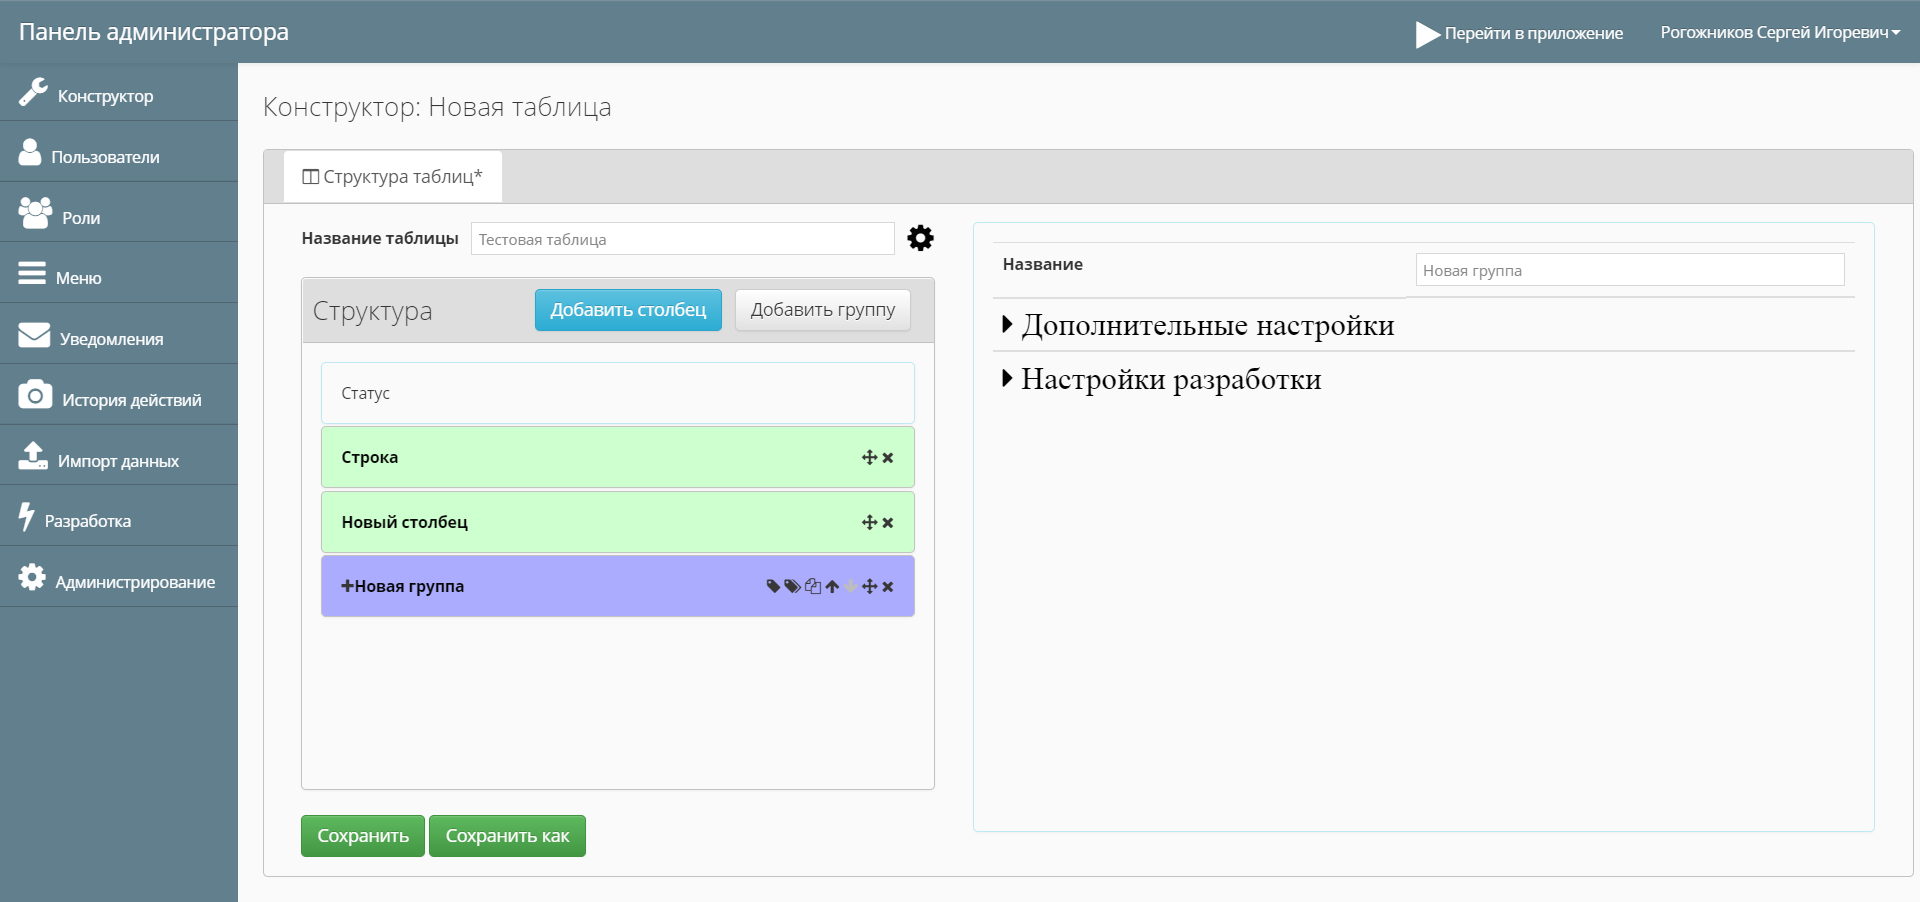 Панель администратора
Перейти в приложение
Рогожников Сергей Игоревич
Конструктор
Пользователи
Роли
Меню
Уведомления
История действий
Импорт данных
Разработка
Администрирование
Конструктор: Новая таблица
Структура таблиц*
Название таблицы
Тестовая таблица
Структура
Добавить столбец
Добавить группу
Статус
Строка
Новый столбец
Новая группа
Сохранить
Сохранить как
Название
Новая группа
Дополнительные настройки
Настройки разработки